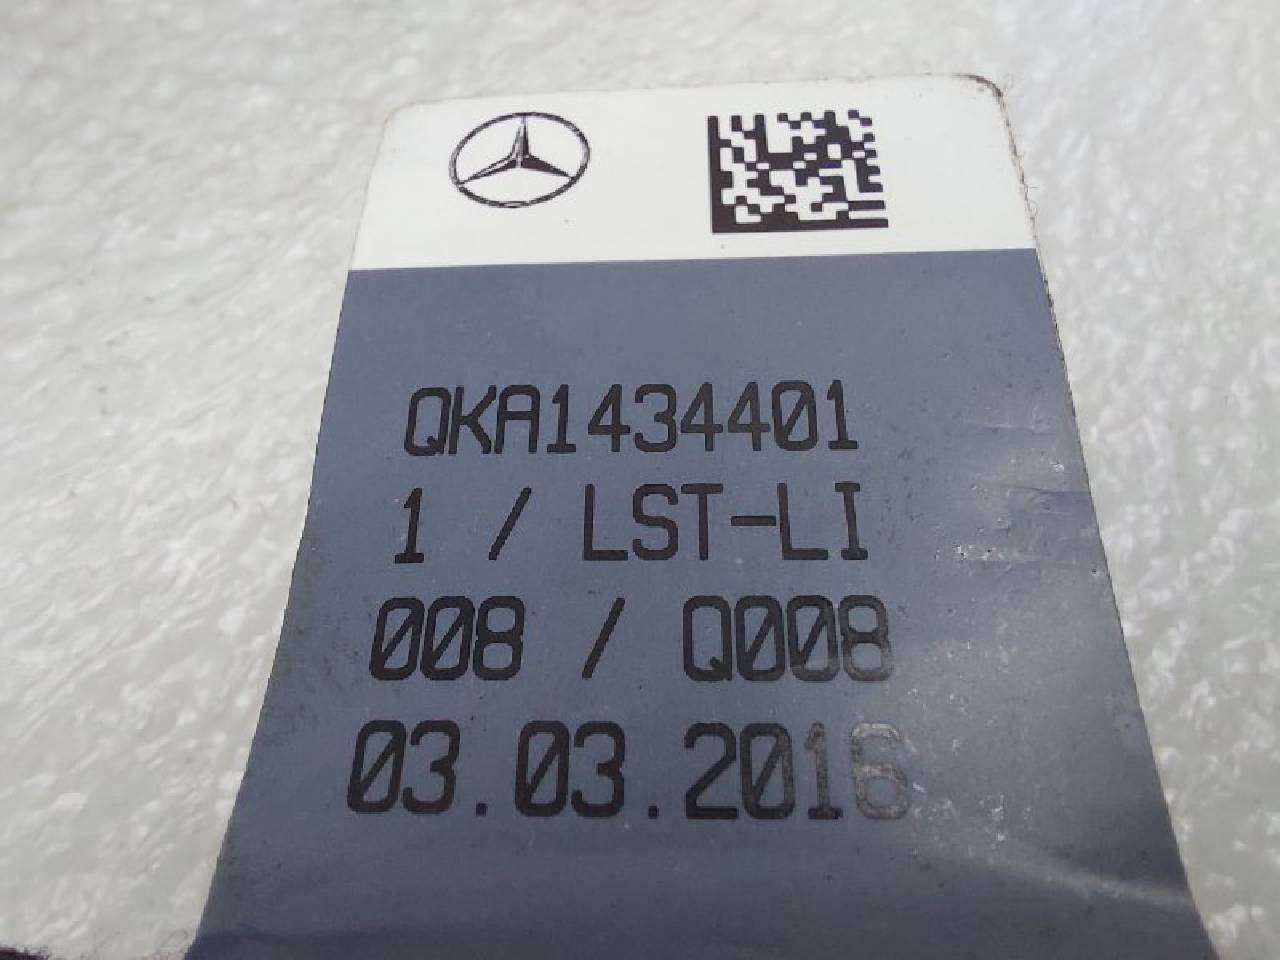 QKA1434401
1 / LST-LI
008 / Q008
03.03.2016